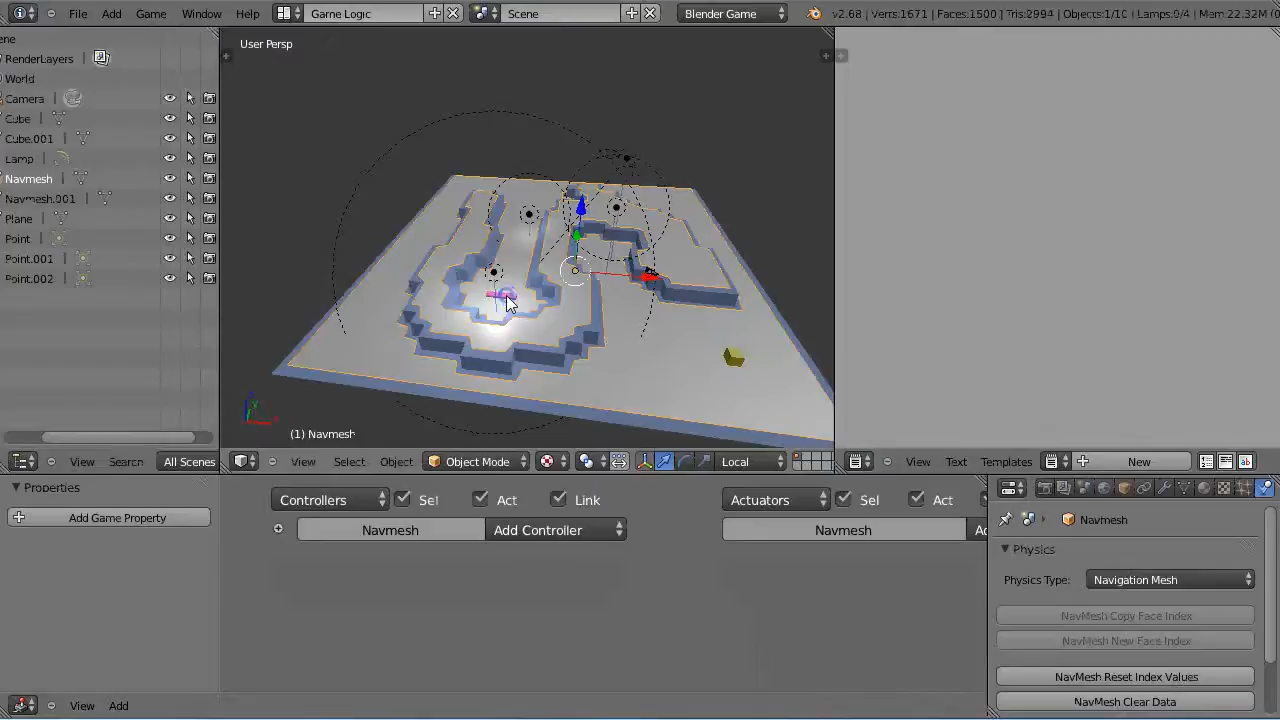 File Add Game Window Help Game Logic Scene Blender Game v2.68 | Verts:1671 | Faces:1500 | Tris:2994 | Objects:1/10 | Lamps:0/4 | Mem:22.32M
ene
RenderLayers |
World
Camera |
Cube |
Cube.001 |
Lamp |
Navmesh |
Navmesh.001 |
Plane |
Point |
Point.001 |
Point.002 |
View Search All Scenes
User Persp
(1) Navmesh
View Select Object Object Mode Local
View Text Templates New
Properties
Add Game Property
Controllers Sel Act Link
Navmesh Add Controller
Actuators Sel Act
Navmesh Ad
View Add
Navmesh
Physics
Physics Type: Navigation Mesh
NavMesh Copy Face Index
NavMesh New Face Index
NavMesh Reset Index Values
NavMesh Clear Data